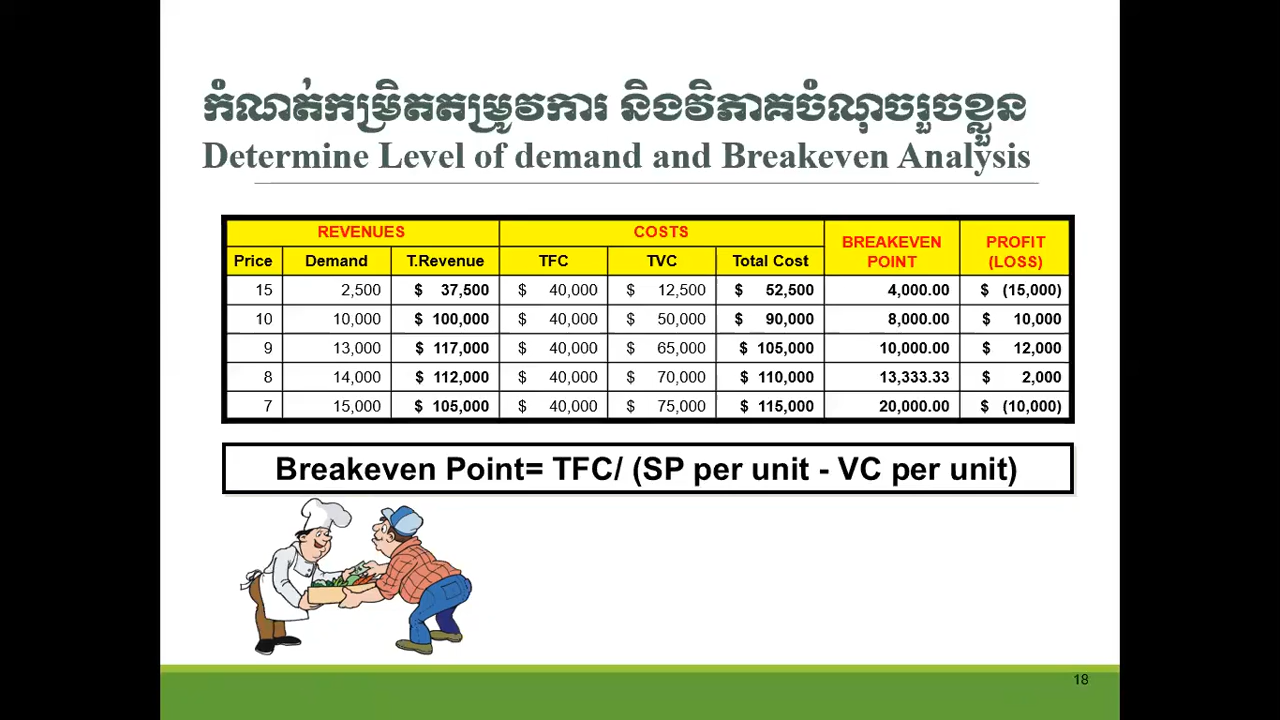 កំណត់កម្រិតតម្រូវការ និងវិភាគចំណុចរួចខ្លួន
Determine Level of demand and Breakeven Analysis
REVENUES COSTS BREAKEVEN POINT PROFIT (LOSS)
Price Demand T.Revenue TFC TVC Total Cost
15 2,500 $ 37,500 $ 40,000 $ 12,500 $ 52,500 4,000.00 $ (15,000)
10 10,000 $ 100,000 $ 40,000 $ 50,000 $ 90,000 8,000.00 $ 10,000
9 13,000 $ 117,000 $ 40,000 $ 65,000 $ 105,000 10,000.00 $ 12,000
8 14,000 $ 112,000 $ 40,000 $ 70,000 $ 110,000 13,333.33 $ 2,000
7 15,000 $ 105,000 $ 40,000 $ 75,000 $ 115,000 20,000.00 $ (10,000)
Breakeven Point= TFC/ (SP per unit - VC per unit)
18